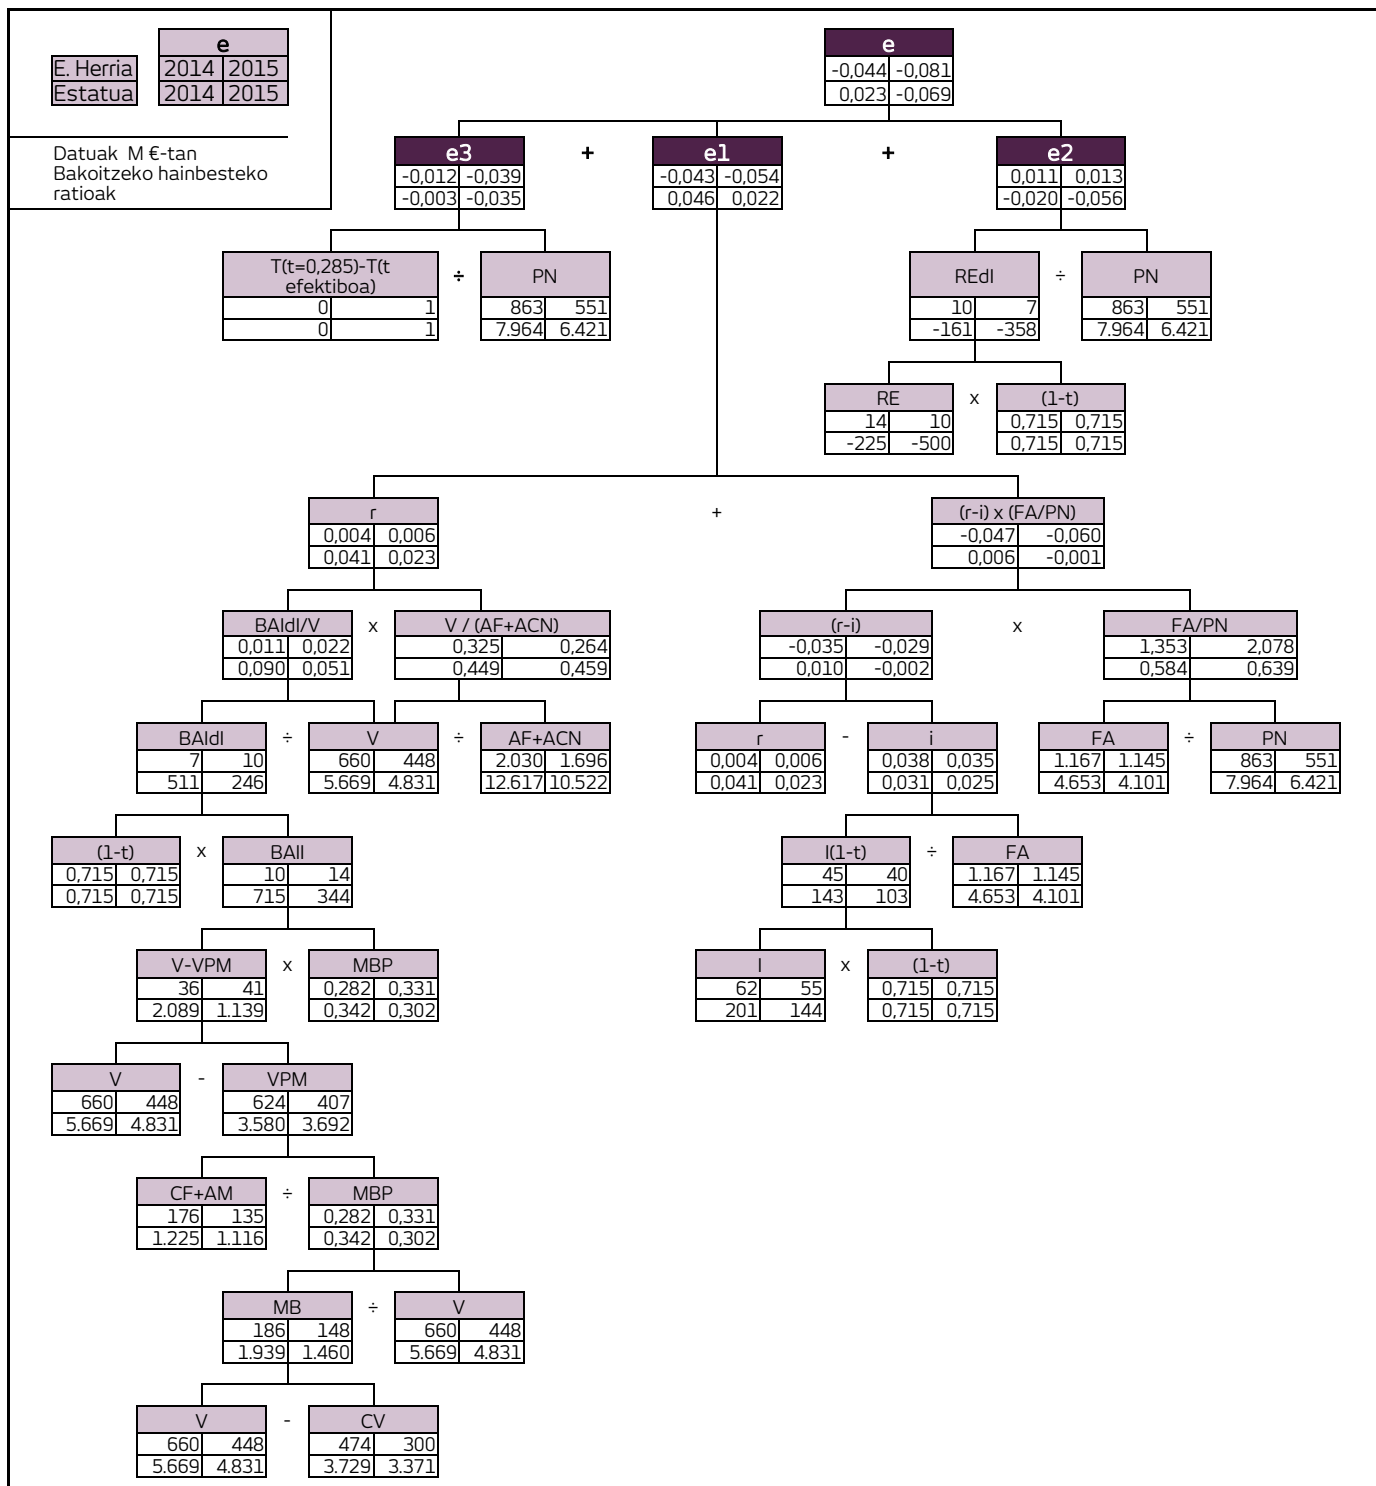 e
E. Herria 2014 2015
Estatua 2014 2015
Datuak M €-tan
Bakoitzeko hainbesteko
ratioak
e
-0,044 -0,081
0,023 -0,069
e3 + e1 + e2
-0,012 -0,039 -0,043 -0,054 0,011 0,013
-0,003 -0,035 0,046 0,022 -0,020 -0,056
T(t=0,285)-T(t
efektiboa) ÷ PN REdI ÷ PN
0 1 863 551 10 7 863 551
0 1 7.964 6.421 -161 -358 7.964 6.421
RE x (1-t)
14 10 0,715 0,715
-225 -500 0,715 0,715
r + (r-i) x (FA/PN)
0,004 0,006 -0,047 -0,060
0,041 0,023 0,006 -0,001
BAIdI/V x V / (AF+ACN) (r-i) x FA/PN
0,011 0,022 0,325 0,264 -0,035 -0,029 1,353 2,078
0,090 0,051 0,449 0,459 0,010 -0,002 0,584 0,639
BAIdI ÷ V ÷ AF+ACN r - i FA ÷ PN
7 10 660 448 2.030 1.696 0,004 0,006 0,038 0,035 1.167 1.145 863 551
511 246 5.669 4.831 12.617 10.522 0,041 0,023 0,031 0,025 4.653 4.101 7.964 6.421
(1-t) x BAII I(1-t) ÷ FA
0,715 0,715 10 14 45 40 1.167 1.145
0,715 0,715 715 344 143 103 4.653 4.101
V-VPM x MBP I x (1-t)
36 41 0,282 0,331 62 55 0,715 0,715
2.089 1.139 0,342 0,302 201 144 0,715 0,715
V - VPM
660 448 624 407
5.669 4.831 3.580 3.692
CF+AM ÷ MBP
176 135 0,282 0,331
1.225 1.116 0,342 0,302
MB ÷ V
186 148 660 448
1.939 1.460 5.669 4.831
V - CV
660 448 474 300
5.669 4.831 3.729 3.371